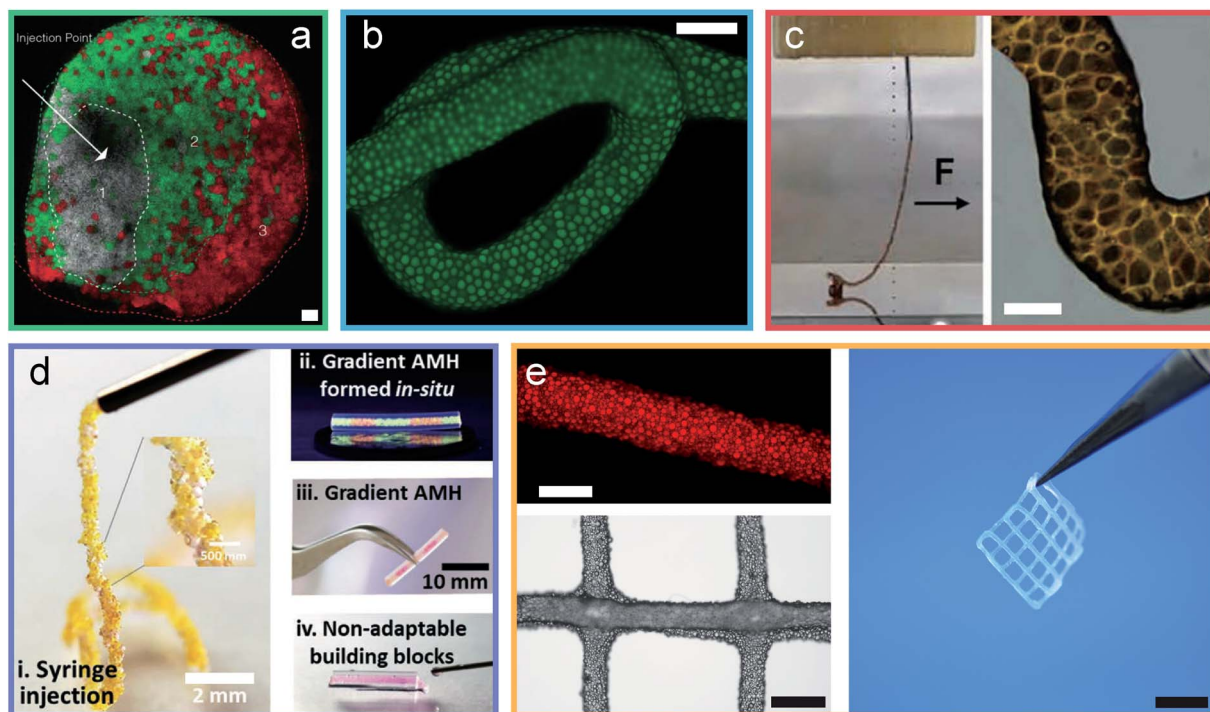 a
Injection Point
1
2
3
b
c
F
d
i. Syringe
injection
500 mm
2 mm
ii. Gradient AMH
formed in-situ
iii. Gradient AMH
10 mm
iv. Non-adaptable
building blocks
e